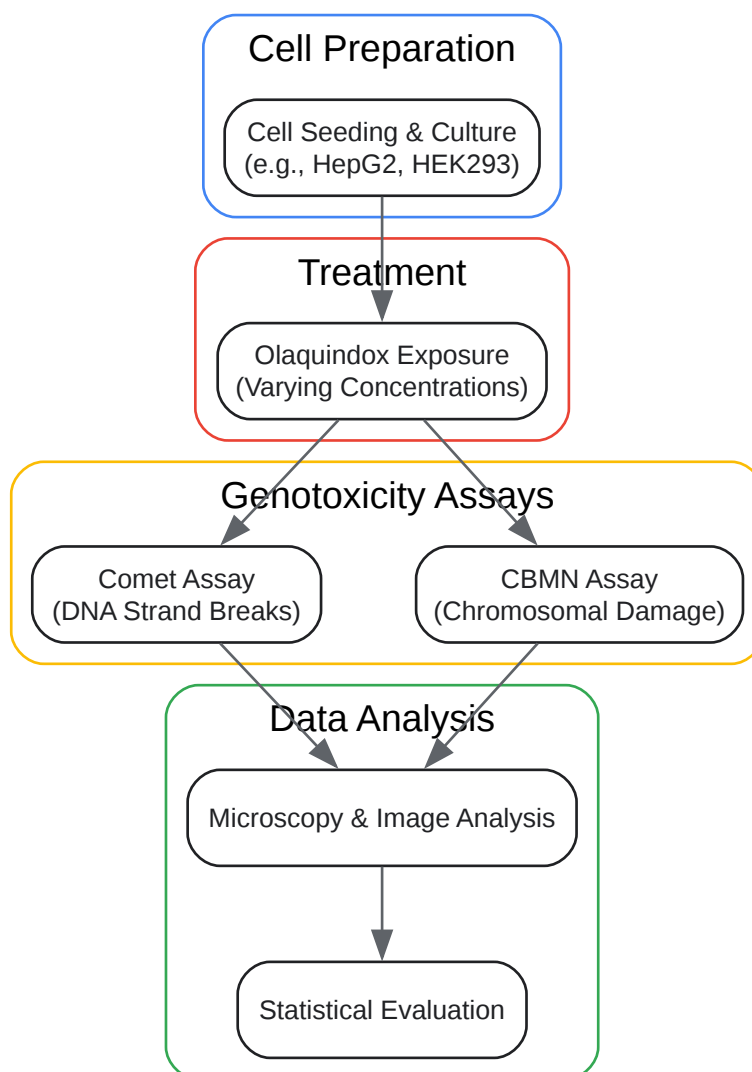 Cell Preparation
Cell Seeding & Culture
(e.g., HepG2, HEK293)
Treatment
Olaquindox Exposure
(Varying Concentrations)
Genotoxicity Assays
Comet Assay
(DNA Strand Breaks)
CBMN Assay
(Chromosomal Damage)
Data Analysis
Microscopy & Image Analysis
Statistical Evaluation